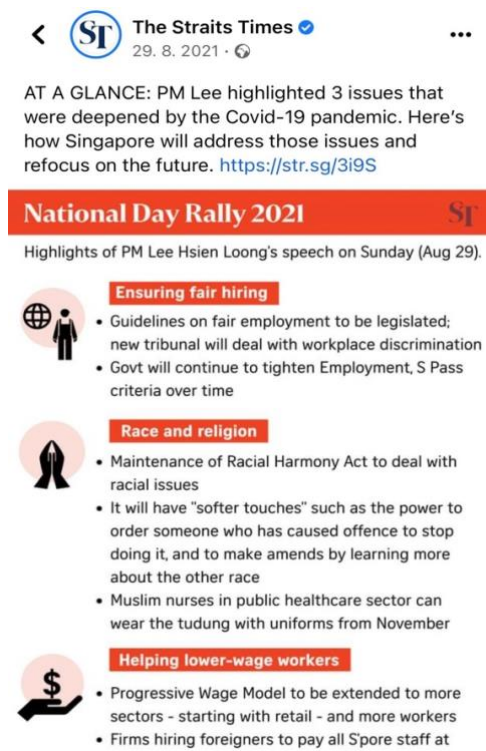 The Straits Times
29. 8. 2021 ·
AT A GLANCE: PM Lee highlighted 3 issues that
were deepened by the Covid-19 pandemic. Here's
how Singapore will address those issues and
refocus on the future. https://str.sg/3i9S
National Day Rally 2021 ST
Highlights of PM Lee Hsien Loong's speech on Sunday (Aug 29).
Ensuring fair hiring
• Guidelines on fair employment to be legislated;
new tribunal will deal with workplace discrimination
• Govt will continue to tighten Employment, S Pass
criteria over time
Race and religion
• Maintenance of Racial Harmony Act to deal with
racial issues
• It will have "softer touches" such as the power to
order someone who has caused offence to stop
doing it, and to make amends by learning more
about the other race
• Muslim nurses in public healthcare sector can
wear the tudung with uniforms from November
Helping lower-wage workers
$
• Progressive Wage Model to be extended to more
sectors - starting with retail - and more workers
• Firms hiring foreigners to pay all S'pore staff at